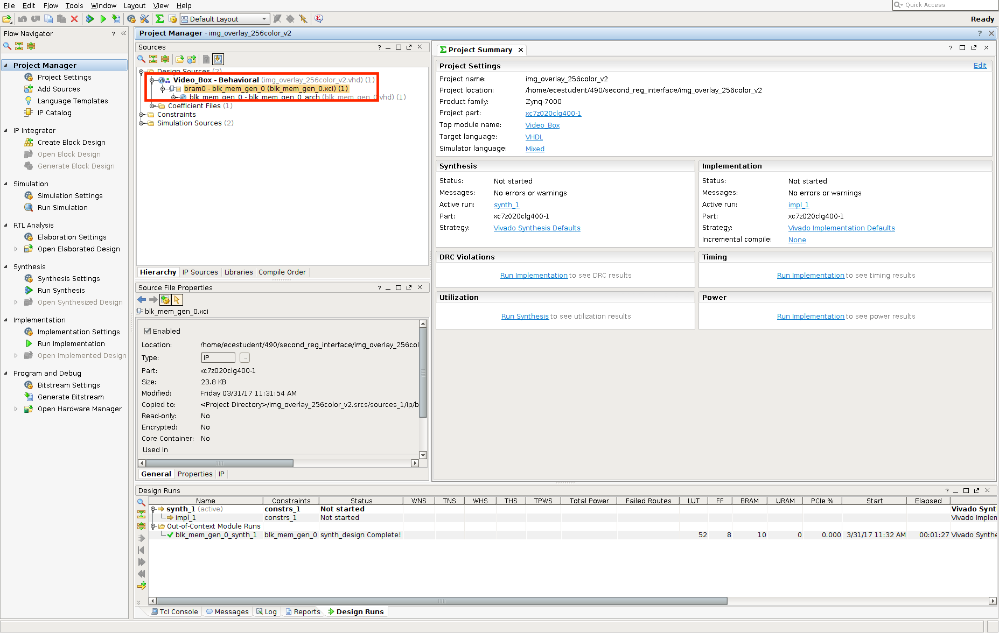 File Edit Flow Tools Window Layout View Help
Quick Access
Default Layout
Ready
Flow Navigator
Project Manager
Project Settings
Add Sources
Language Templates
IP Catalog
IP Integrator
Create Block Design
Open Block Design
Generate Block Design
Simulation
Simulation Settings
Run Simulation
RTL Analysis
Elaboration Settings
Open Elaborated Design
Synthesis
Synthesis Settings
Run Synthesis
Open Synthesized Design
Implementation
Implementation Settings
Run Implementation
Open Implemented Design
Program and Debug
Bitstream Settings
Generate Bitstream
Open Hardware Manager
Project Manager - img_overlay_256color_v2
Sources
Design Sources (2)
Video_Box - Behavioral (img_overlay_256color_v2.vhd) (1)
bram0 - blk_mem_gen_0 (blk_mem_gen_0.xci) (1)
blk_mem_gen_0 - blk_mem_gen_0_arch (blk_mem_gen_0.vhd) (1)
Coefficient Files (1)
Constraints
Simulation Sources (2)
Hierarchy IP Sources Libraries Compile Order
Source File Properties
blk_mem_gen_0.xci
Enabled
Location: /home/ecestudent/490/second_reg_interface/img_overlay_256col
Type: IP
Part: xc7z020clg400-1
Size: 23.8 KB
Modified: Friday 03/31/17 11:31:54 AM
Copied to: <Project Directory>/img_overlay_256color_v2.srcs/sources_1/ip/b
Read-only: No
Encrypted: No
Core Container: No
Used In
General Properties IP
Project Summary
Project Settings Edit
Project name: img_overlay_256color_v2
Project location: /home/ecestudent/490/second_reg_interface/img_overlay_256color_v2
Product family: Zynq-7000
Project part: xc7z020clg400-1
Top module name: Video_Box
Target language: VHDL
Simulator language: Mixed
Synthesis
Status: Not started
Messages: No errors or warnings
Active run: synth_1
Part: xc7z020clg400-1
Strategy: Vivado Synthesis Defaults
Implementation
Status: Not started
Messages: No errors or warnings
Active run: impl_1
Part: xc7z020clg400-1
Strategy: Vivado Implementation Defaults
Incremental compile: None
DRC Violations
Run Implementation to see DRC results
Timing
Run Implementation to see timing results
Utilization
Run Synthesis to see utilization results
Power
Run Implementation to see power results
Design Runs
Name Constraints Status WNS TNS WHS THS TPWS Total Power Failed Routes LUT FF BRAM URAM PCIe % Start Elapsed
synth_1 (active) constrs_1 Not started Vivado Synt
impl_1 constrs_1 Not started Vivado Implem
Out-of-Context Module Runs
blk_mem_gen_0_synth_1 blk_mem_gen_0 synth_design Complete! 52 8 10 0 0.000 3/31/17 11:32 AM 00:01:27 Vivado Synthe
Tcl Console Messages Log Reports Design Runs